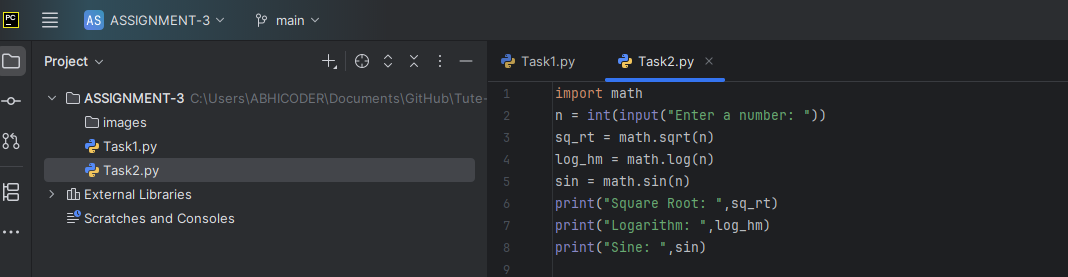 PC
AS ASSIGNMENT-3 main
Project
ASSIGNMENT-3 C:\Users\ABHICODER\Documents\GitHub\Tute-
images
Task1.py
Task2.py
External Libraries
Scratches and Consoles
Task1.py Task2.py
1 import math
2 n = int(input("Enter a number: "))
3 sq_rt = math.sqrt(n)
4 log_hm = math.log(n)
5 sin = math.sin(n)
6 print("Square Root: ",sq_rt)
7 print("Logarithm: ",log_hm)
8 print("Sine: ",sin)
9